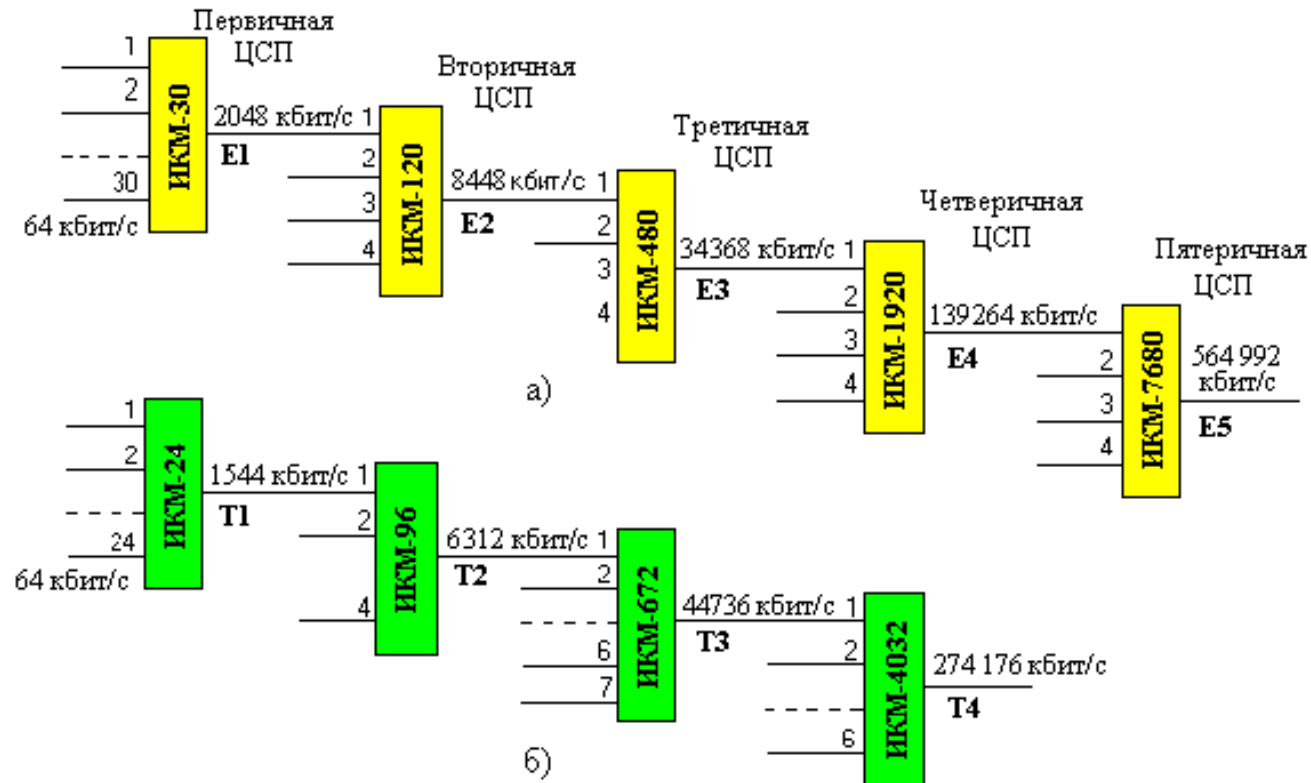 Первичная
ЦСП
1
2
30
64 кбит/с
ИКМ-30
2048 кбит/с
E1
Вторичная
ЦСП
1
2
3
4
ИКМ-120
8448 кбит/с
E2
Третичная
ЦСП
1
2
3
4
ИКМ-480
34368 кбит/с
E3
Четверичная
ЦСП
1
2
3
4
ИКМ-1920
139264 кбит/с
E4
Пятеричная
ЦСП
2
3
4
ИКМ-7680
564 992
кбит/с
E5
а)
1
2
24
64 кбит/с
ИКМ-24
1544 кбит/с
T1
1
2
4
ИКМ-96
6312 кбит/с
T2
1
2
6
7
ИКМ-672
44736 кбит/с
T3
1
2
6
ИКМ-4032
274 176 кбит/с
T4
б)